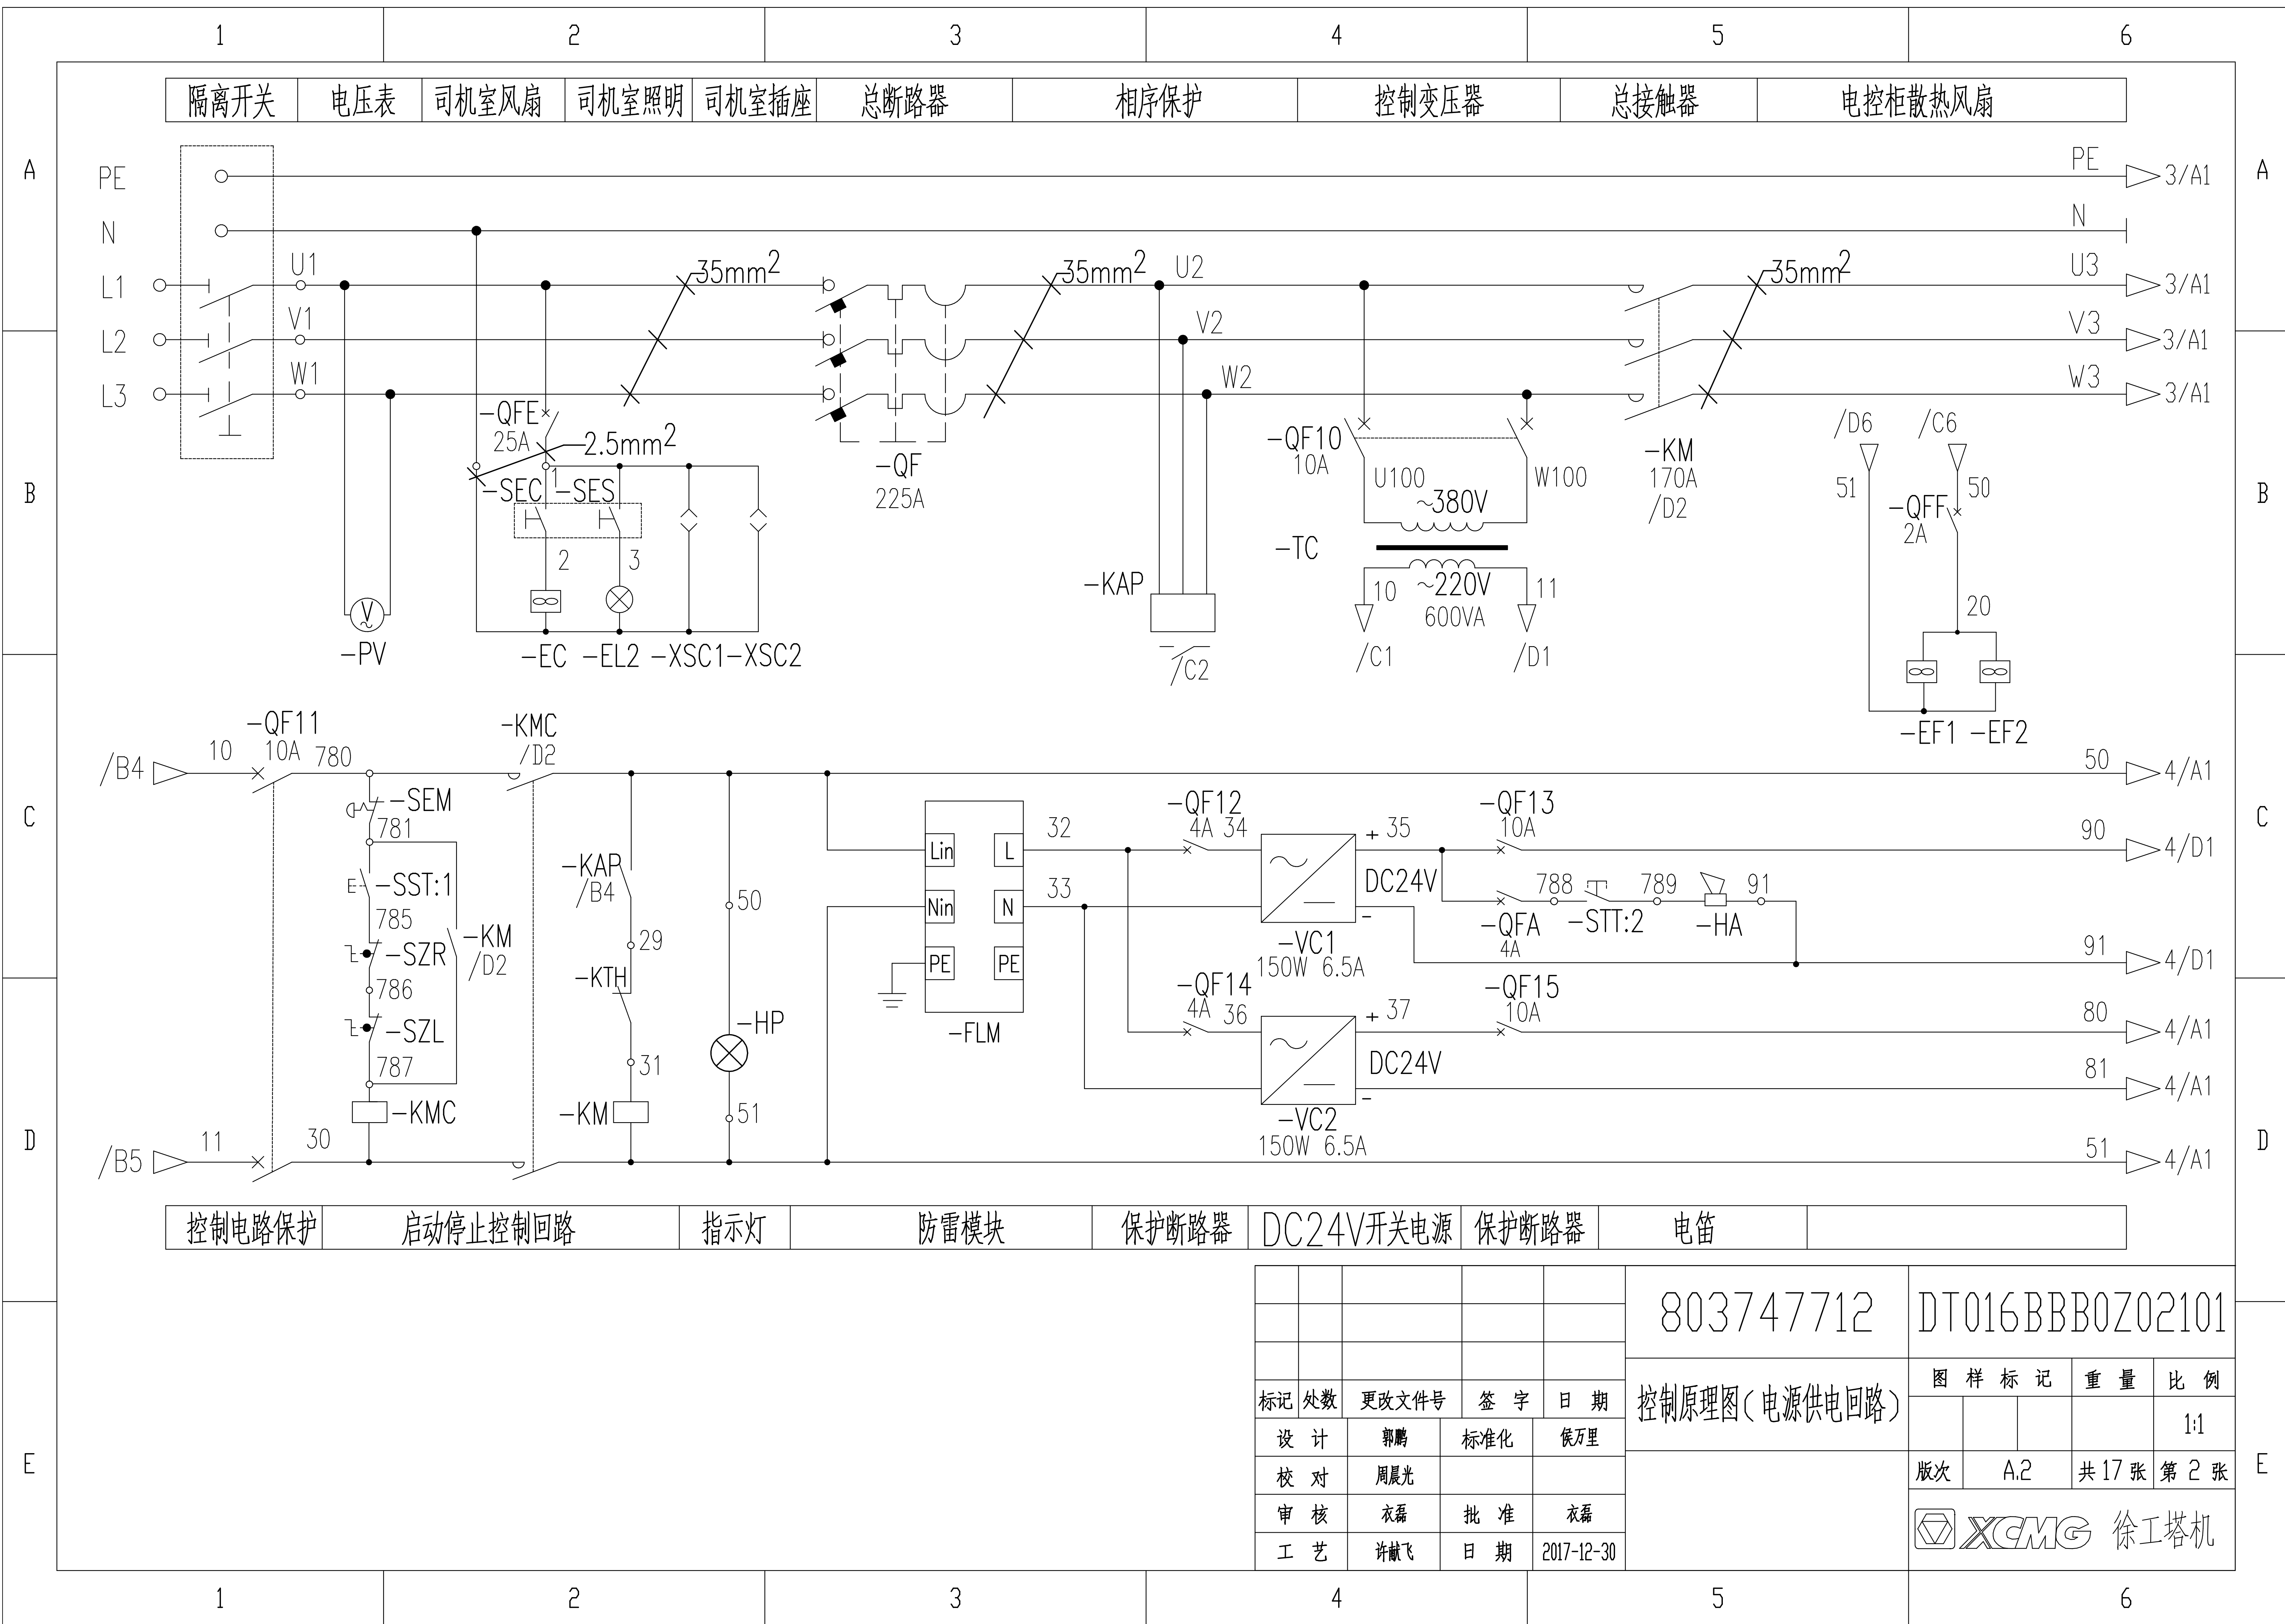 1 2 3 4 5 6
隔离开关 电压表 司机室风扇 司机室照明 司机室插座 总断路器 相序保护 控制变压器 总接触器 电控柜散热风扇
A PE PE 3/A1 A
N N
L1 U1 35mm2 35mm2 U2 35mm2 U3 3/A1
L2 V1 V2 V3 3/A1
L3 W1 W2 W3 3/A1
-QFE
25A 2.5mm2
-QF
225A
-QF10
10A
U100 W100
~380V
-KM
170A
/D2
/D6 /C6
51 50
-QFF
2A
B B
1
-SEC -SES
2 3
-TC
-KAP
10 ~220V 11
600VA
20
-PV
V
~
-EC -EL2 -XSC1 -XSC2
/C2
/C1 /D1
-EF1 -EF2
-QF11
10A
/B4 10 780
-KMC
/D2
50 4/A1
C C
-SEM
781
-SST:1
785
-SZR
786
-SZL
787
-KMC
-KM
/D2
-KAP
/B4
29
-KTH
31
-KM
50
-HP
51
Lin L
Nin N
PE PE
-FLM
32
33
-QF12
4A 34
+ 35
DC24V
-
-VC1
150W 6.5A
-QF13
10A
90 4/D1
788 789 91
-QFA
4A
-STT:2 -HA
91 4/D1
-QF14
4A 36
+ 37
DC24V
-
-VC2
150W 6.5A
-QF15
10A
80 4/A1
81 4/A1
D D
/B5 11 30 51 4/A1
控制电路保护 启动停止控制回路 指示灯 防雷模块 保护断路器 DC24V开关电源 保护断路器 电笛
803747712 DT016BBB0Z02101
控制原理图(电源供电回路)
图样标记 重量 比例
1:1
标记 处数 更改文件号 签字 日期
设计 郭鹏 标准化 侯万里
校对 周晨光
审核 衣磊 批准 衣磊
工艺 许献飞 日期 2017-12-30
版次 A.2 共17张 第2张
XCMG 徐工塔机
E E
1 2 3 4 5 6